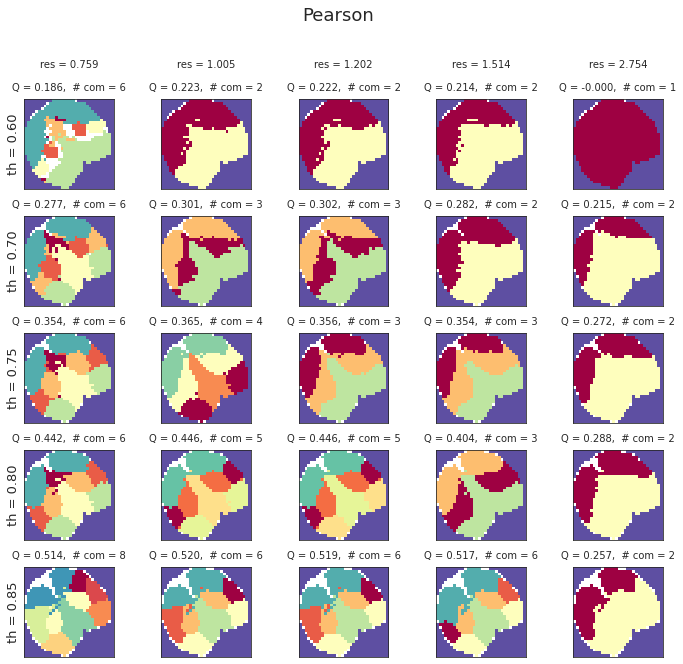 Pearson
res = 0.759 res = 1.005 res = 1.202 res = 1.514 res = 2.754
Q = 0.186, # com = 6 Q = 0.223, # com = 2 Q = 0.222, # com = 2 Q = 0.214, # com = 2 Q = -0.000, # com = 1
th = 0.60
Q = 0.277, # com = 6 Q = 0.301, # com = 3 Q = 0.302, # com = 3 Q = 0.282, # com = 2 Q = 0.215, # com = 2
th = 0.70
Q = 0.354, # com = 6 Q = 0.365, # com = 4 Q = 0.356, # com = 3 Q = 0.354, # com = 3 Q = 0.272, # com = 2
th = 0.75
Q = 0.442, # com = 6 Q = 0.446, # com = 5 Q = 0.446, # com = 5 Q = 0.404, # com = 3 Q = 0.288, # com = 2
th = 0.80
Q = 0.514, # com = 8 Q = 0.520, # com = 6 Q = 0.519, # com = 6 Q = 0.517, # com = 6 Q = 0.257, # com = 2
th = 0.85